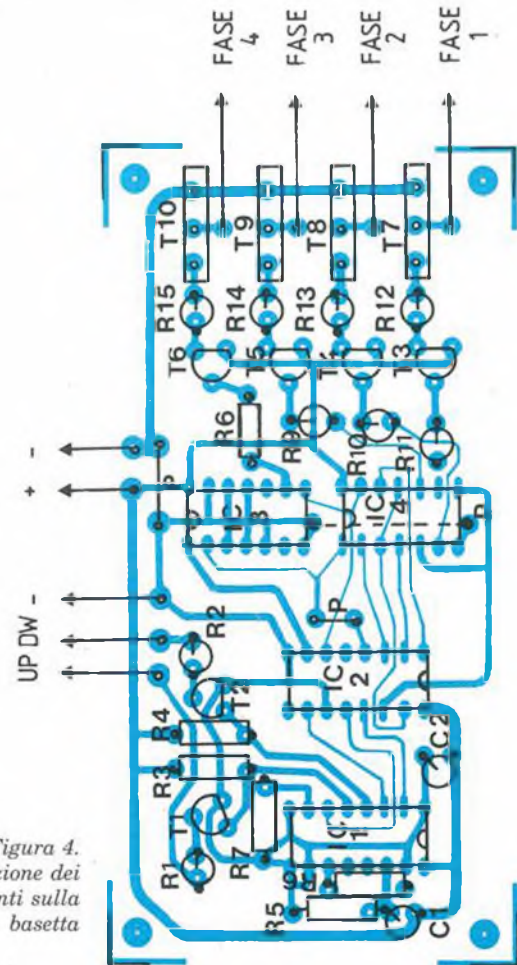 FASE 4
FASE 3
FASE 2
FASE 1
- +
- DW UP
T10
T9
T8
T7
R15
R14
R13
R12
T6
T5
T4
T3
R6
R9
R10
R11
IC 3
IC 4
P
P
P
R2
T2
R4
R3
T1
R1
R7
IC 2
IC 1
C2
R5
C1
Figura 4.
zione dei
nti sulla
basetta